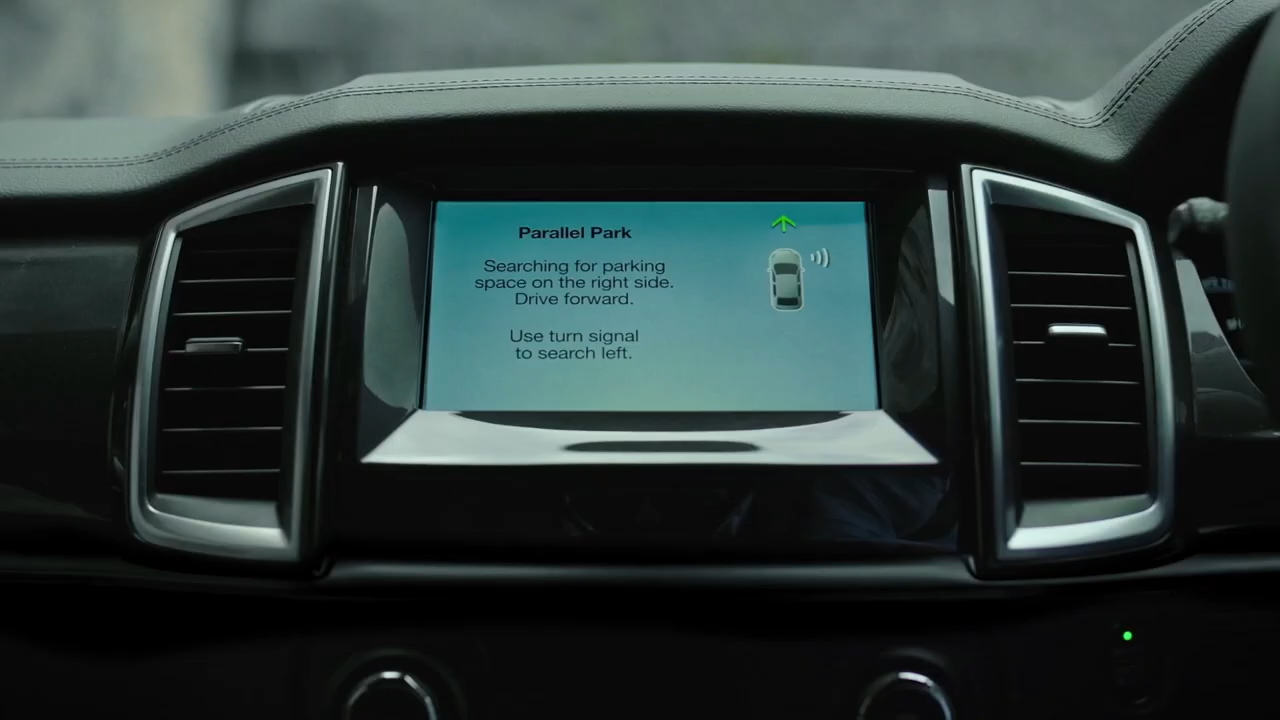 Parallel Park
Searching for parking
space on the right side.
Drive forward.
Use turn signal
to search left.